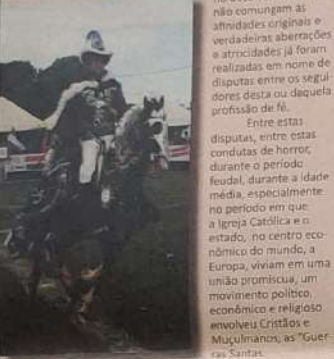 não comungam as
afinidades originais e
verdadeiras aberrações
e atrocidades já foram
realizadas em nome de
disputas entre os segui-
dores desta ou daquela
profissão de fé.
Entre estas
disputas, entre estas
condutas de horror,
durante o período
feudal, durante a idade
média, especialmente
no período em que
a Igreja Católica e o
estado, no centro eco-
nômico do mundo, a
Europa, viviam em uma
união promíscua, um
movimento político,
econômico e religioso
envolveu Cristãos e
Muçulmanos, as "Guer-
ras Santas.